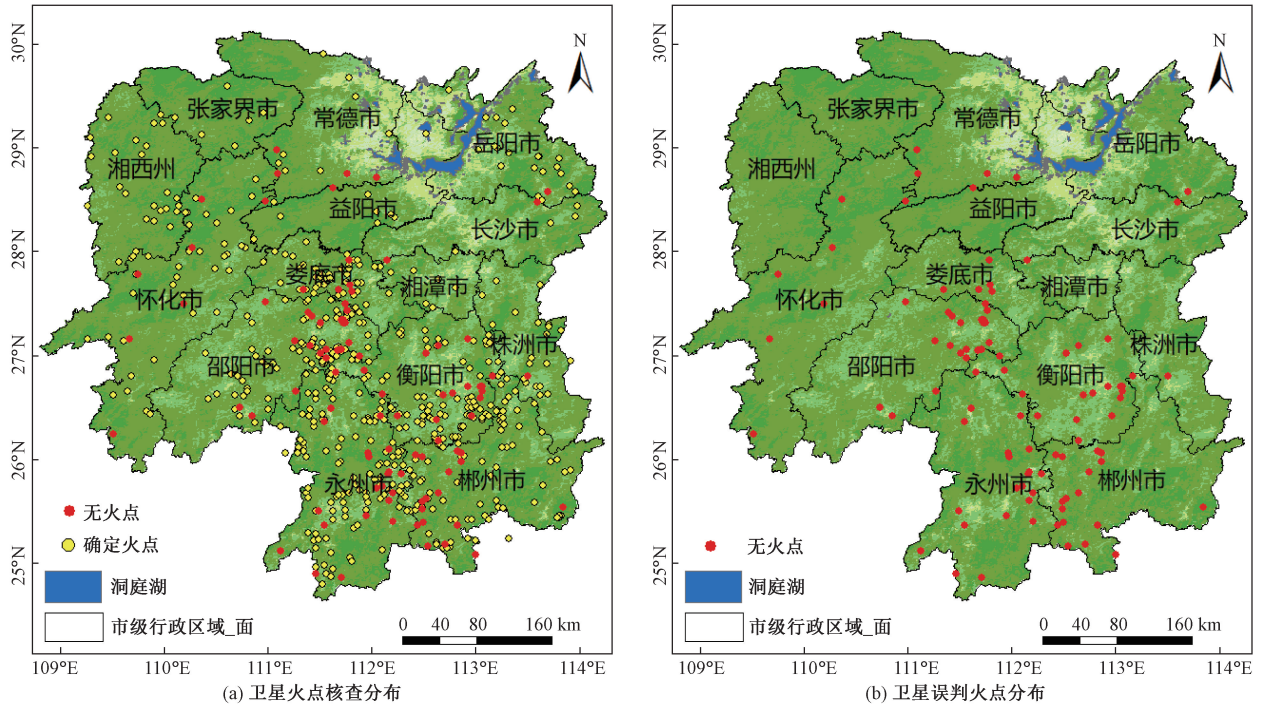 30°N
29°N
28°N
27°N
26°N
25°N
N
张家界市
常德市
岳阳市
湘西州
益阳市
长沙市
娄底市
湘潭市
怀化市
株洲市
邵阳市
衡阳市
永州市
郴州市
无火点
确定火点
洞庭湖
市级行政区域_面
0 40 80 160 km
109°E 110°E 111°E 112°E 113°E 114°E
(a) 卫星火点核查分布
30°N
29°N
28°N
27°N
26°N
25°N
N
张家界市
常德市
岳阳市
湘西州
益阳市
长沙市
娄底市
湘潭市
怀化市
株洲市
邵阳市
衡阳市
永州市
郴州市
无火点
洞庭湖
市级行政区域_面
0 40 80 160 km
109°E 110°E 111°E 112°E 113°E 114°E
(b) 卫星误判火点分布